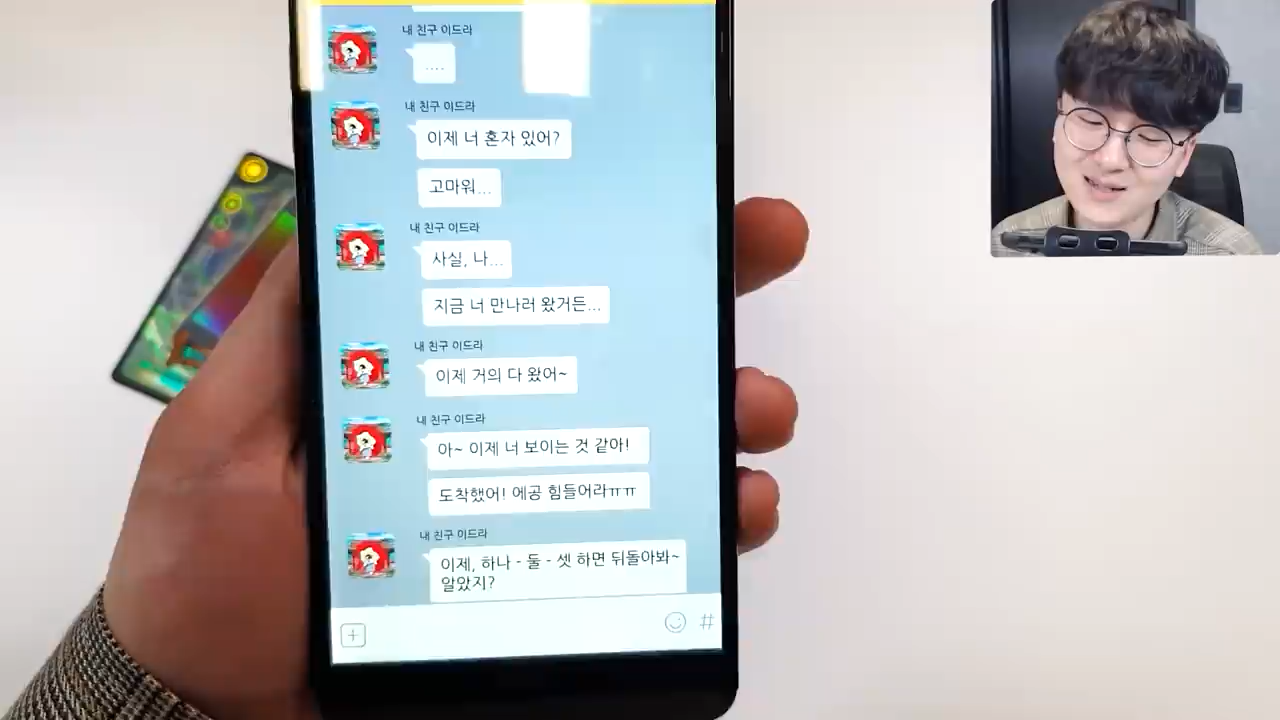 내 친구 이드라
....
내 친구 이드라
이제 너 혼자 있어?
고마워...
내 친구 이드라
사실, 나...
지금 너 만나러 왔거든...
내 친구 이드라
이제 거의 다 왔어~
내 친구 이드라
아~ 이제 너 보이는 것 같아!
도착했어! 에공 힘들어라ㅠㅠ
내 친구 이드라
이제, 하나 - 둘 - 셋 하면 뒤돌아봐~
알았지?
#